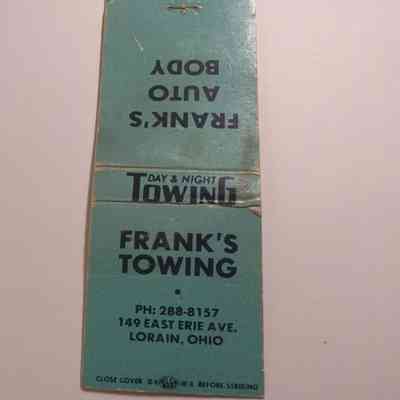 FRANK'S
AUTO
BODY
DAY & NIGHT
TOWING
FRANK'S
TOWING
PH: 288-8157
149 EAST ERIE AVE.
LORAIN, OHIO
CLOSE COVER BEFORE STRIKING